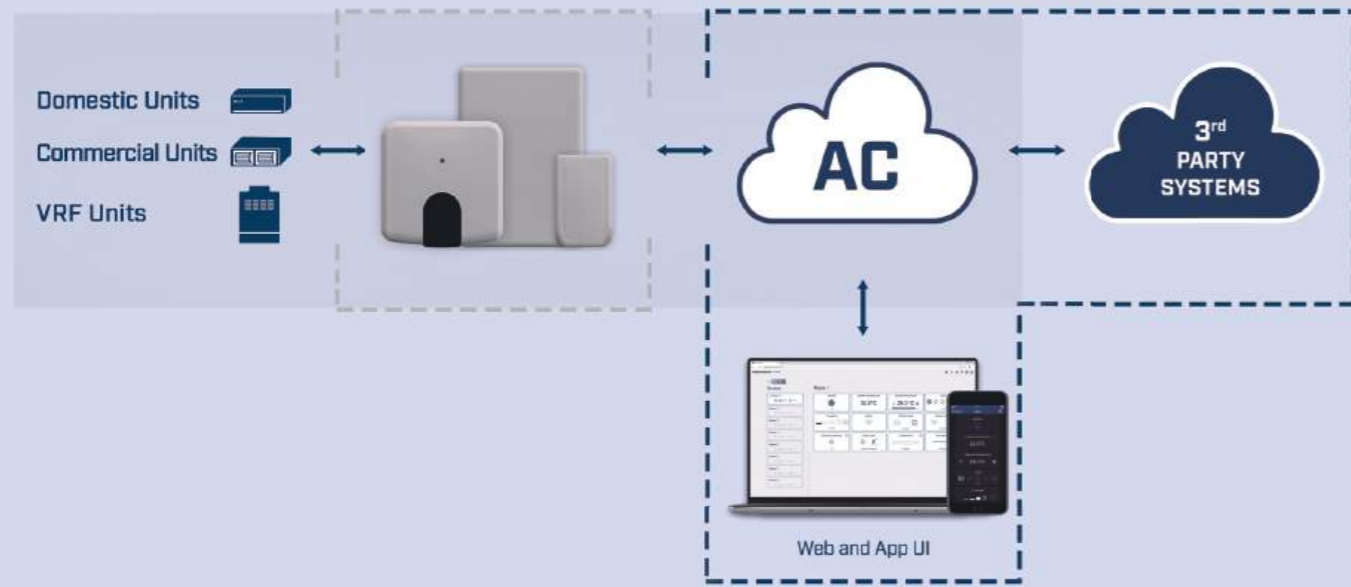 Domestic Units
Commercial Units
VRF Units
AC
3rd
PARTY
SYSTEMS
Web and App UI